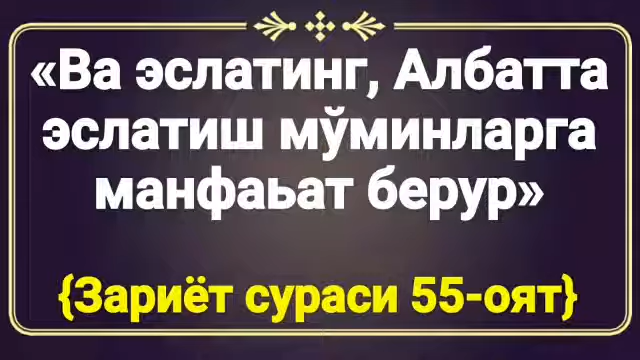 «Ва эслатинг, Албатта
эслатиш мўминларга
манфаьат берур»
{Зариёт сураси 55-оят}